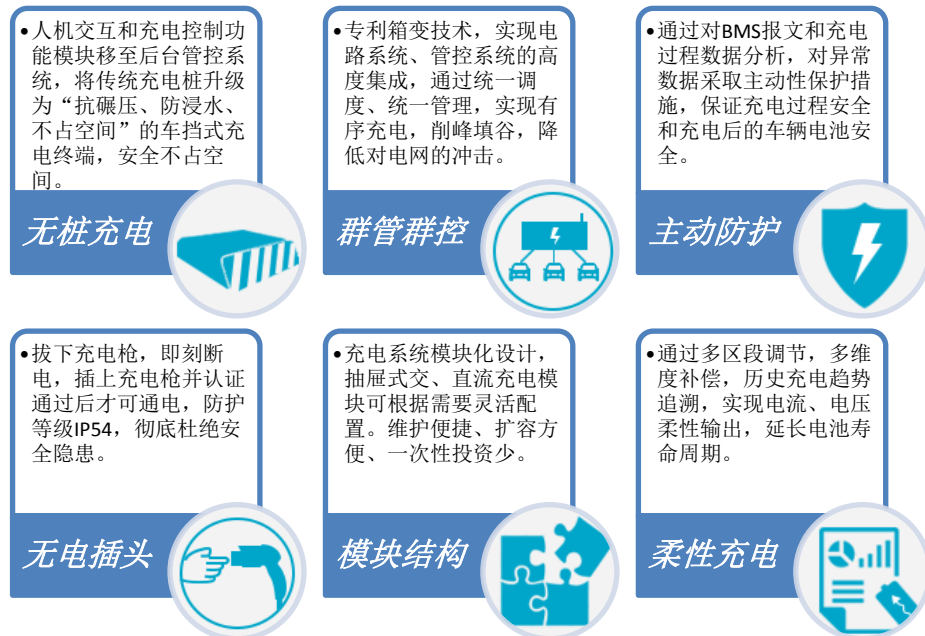 •人机交互和充电控制功
能模块移至后台管控系
统，将传统充电桩升级
为“抗碾压、防浸水、
不占空间”的车挡式充
电终端，安全不占空
间。
无桩充电
•专利箱变技术，实现电
路系统、管控系统的高
度集成，通过统一调
度、统一管理，实现有
序充电，削峰填谷，降
低对电网的冲击。
群管群控
•通过对BMS报文和充电
过程数据分析，对异常
数据采取主动性保护措
施，保证充电过程安全
和充电后的车辆电池安
全。
主动防护
•拔下充电枪，即刻断
电，插上充电枪并认证
通过后才可通电，防护
等级IP54，彻底杜绝安
全隐患。
无电插头
•充电系统模块化设计，
抽屉式交、直流充电模
块可根据需要灵活配
置。维护便捷、扩容方
便、一次性投资少。
模块结构
•通过多区段调节，多维
度补偿，历史充电趋势
追溯，实现电流、电压
柔性输出，延长电池寿
命周期。
柔性充电